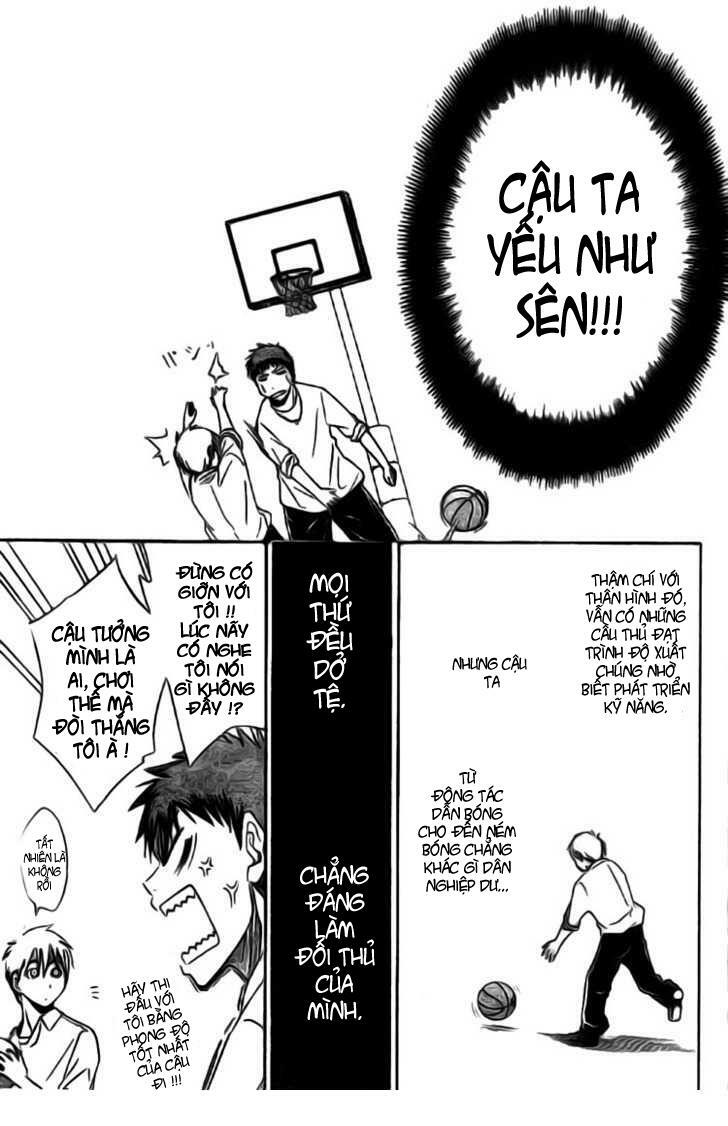 CẬU TA
YẾU NHƯ
SÊN!!!
バンッ
THẬM CHÍ VỚI
THÂN HÌNH ĐÓ,
VẪN CÓ NHỮNG
CẦU THỦ ĐẠT
TRÌNH ĐỘ XUẤT
CHÚNG NHỜ
BIẾT PHÁT TRIỂN
KỸ NĂNG.
NHƯNG CẬU
TA
TỪ
ĐỘNG TÁC
DẪN BÓNG
CHO ĐẾN NÉM
BÓNG CHẲNG
KHÁC GÌ DÂN
NGHIỆP DƯ...
MỌI
THỨ
ĐỀU
DỞ
TỆ.
CHẲNG
ĐÁNG
LÀM
ĐỐI THỦ
CỦA
MÌNH.
ĐỪNG CÓ
GIỠN VỚI
TÔI !!
LÚC NÃY
CÓ NGHE
TÔI NÓI
GÌ KHÔNG
ĐẤY !?
CẬU TƯỞNG
MÌNH LÀ
AI, CHƠI
THẾ MÀ
ĐÒI THẮNG
TÔI À !
TẤT
NHIÊN LÀ
KHÔNG
RỒI
HÃY THI
ĐẤU VỚI
TÔI BẰNG
PHONG ĐỘ
TỐT NHẤT
CỦA CẬU
ĐI !!!